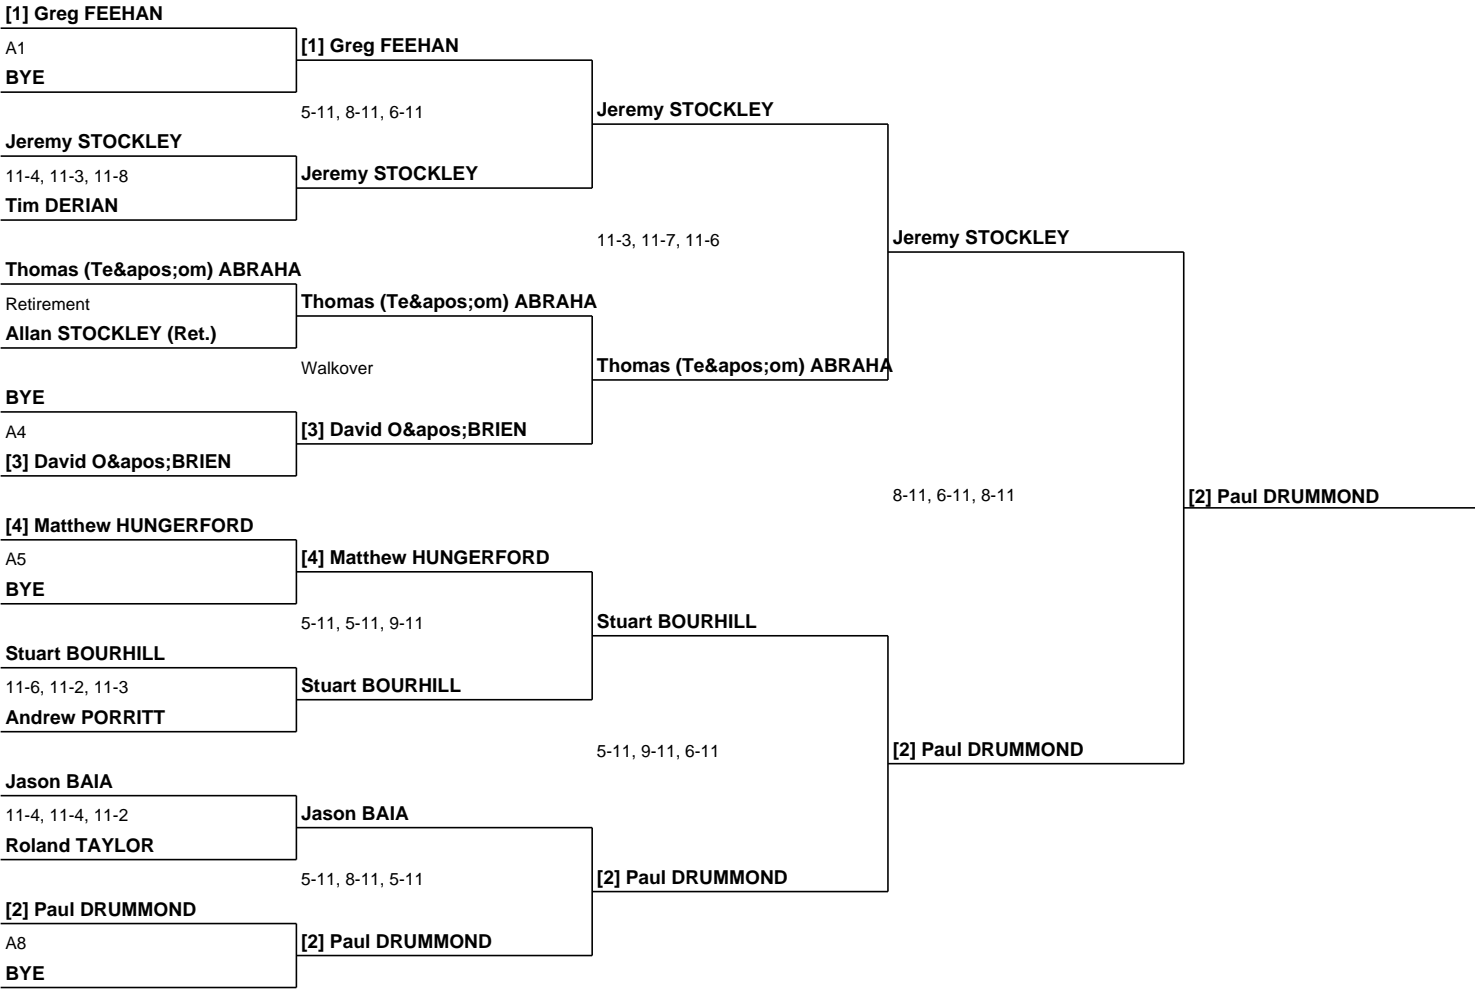 [1] Greg FEEHAN
A1
BYE
Jeremy STOCKLEY
11-4, 11-3, 11-8
Tim DERIAN
Thomas (Te&apos;om) ABRAHA
Retirement
Allan STOCKLEY (Ret.)
BYE
A4
[3] David O&apos;BRIEN
[4] Matthew HUNGERFORD
A5
BYE
Stuart BOURHILL
11-6, 11-2, 11-3
Andrew PORRITT
Jason BAIA
11-4, 11-4, 11-2
Roland TAYLOR
[2] Paul DRUMMOND
A8
BYE
[1] Greg FEEHAN
5-11, 8-11, 6-11
Jeremy STOCKLEY
Thomas (Te&apos;om) ABRAHA
Walkover
[3] David O&apos;BRIEN
[4] Matthew HUNGERFORD
5-11, 5-11, 9-11
Stuart BOURHILL
Jason BAIA
5-11, 8-11, 5-11
[2] Paul DRUMMOND
Jeremy STOCKLEY
11-3, 11-7, 11-6
Thomas (Te&apos;om) ABRAHA
Stuart BOURHILL
5-11, 9-11, 6-11
[2] Paul DRUMMOND
Jeremy STOCKLEY
8-11, 6-11, 8-11
[2] Paul DRUMMOND
[2] Paul DRUMMOND